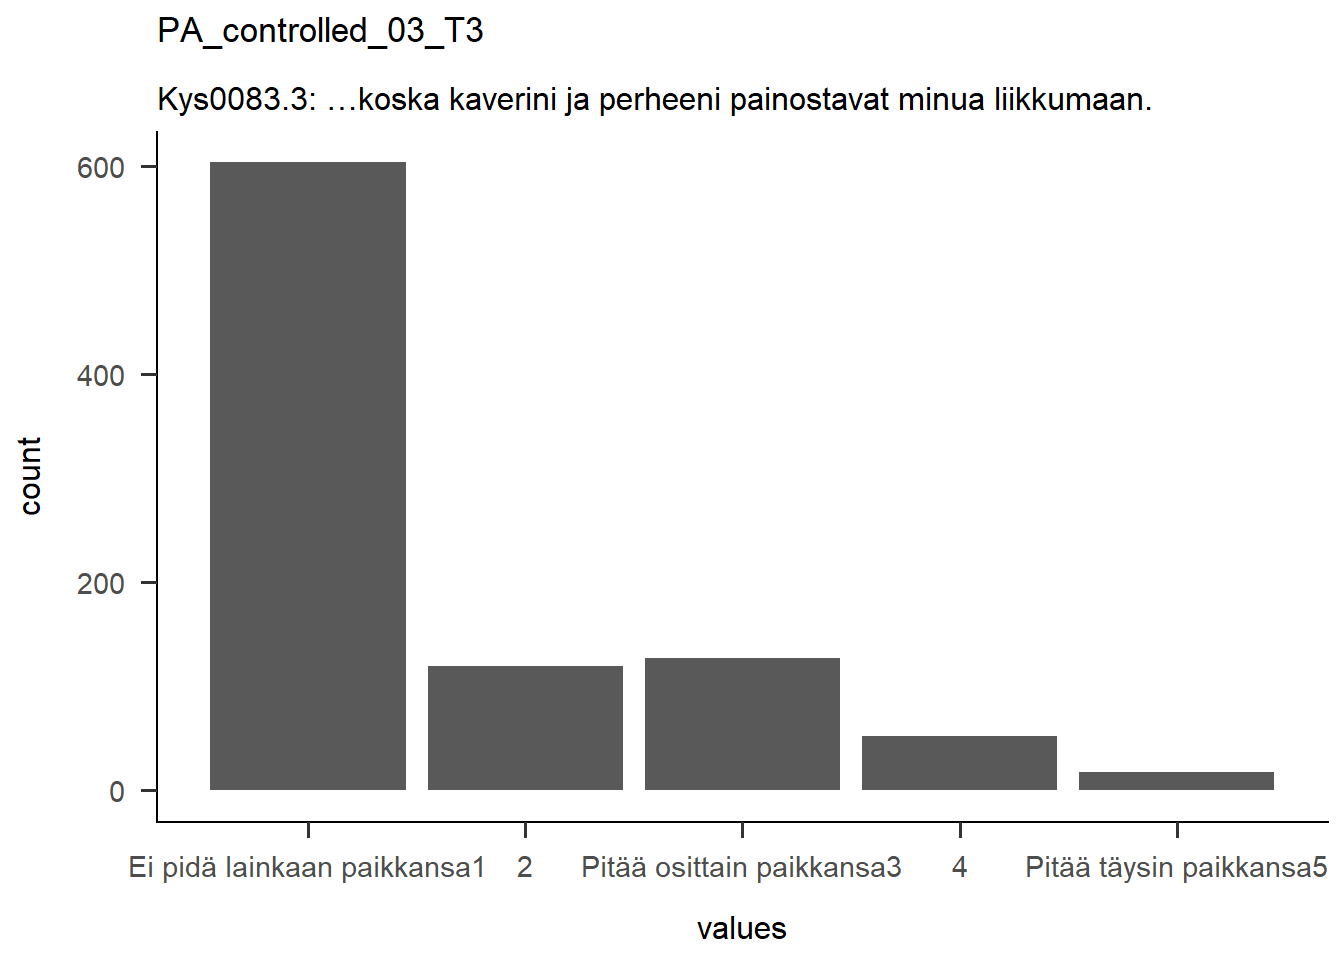 PA_controlled_03_T3
Kys0083.3: …koska kaverini ja perheeni painostavat minua liikkumaan.
600
400
200
0
count
Ei pidä lainkaan paikkansa1 2 Pitää osittain paikkansa3 4 Pitää täysin paikkansa5
values